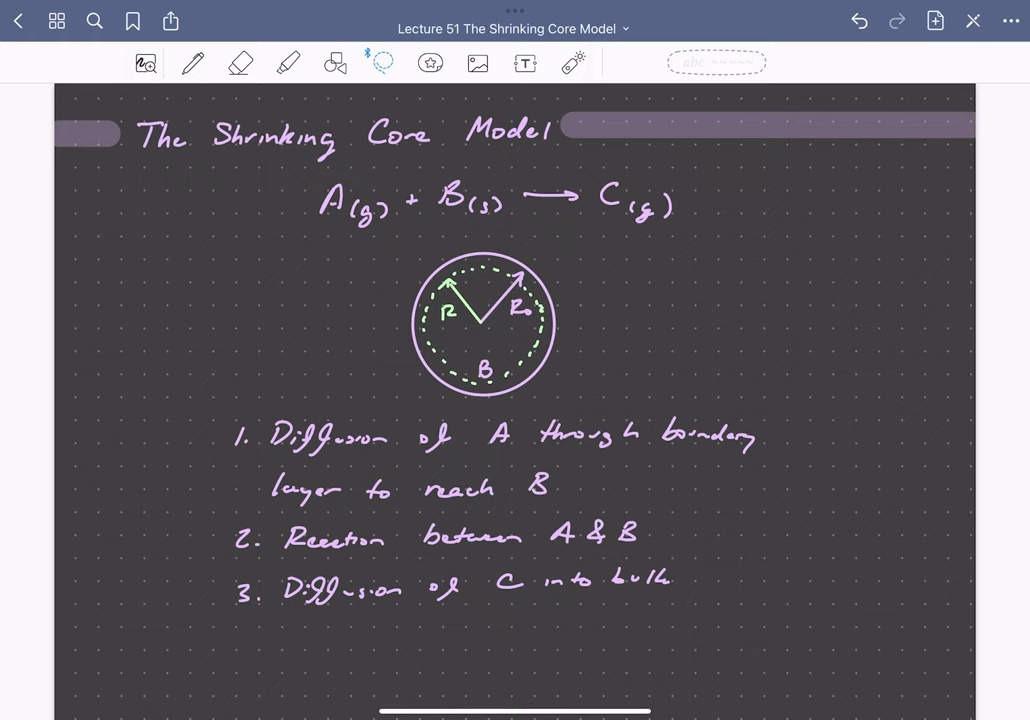 Lecture 51 The Shrinking Core Model
T
abc
The Shrinking Core Model
A(g) + B(s) → C(g)
R
R₀
B
1. Diffusion of A through boundary
layer to reach B
2. Reaction between A & B
3. Diffusion of C into bulk